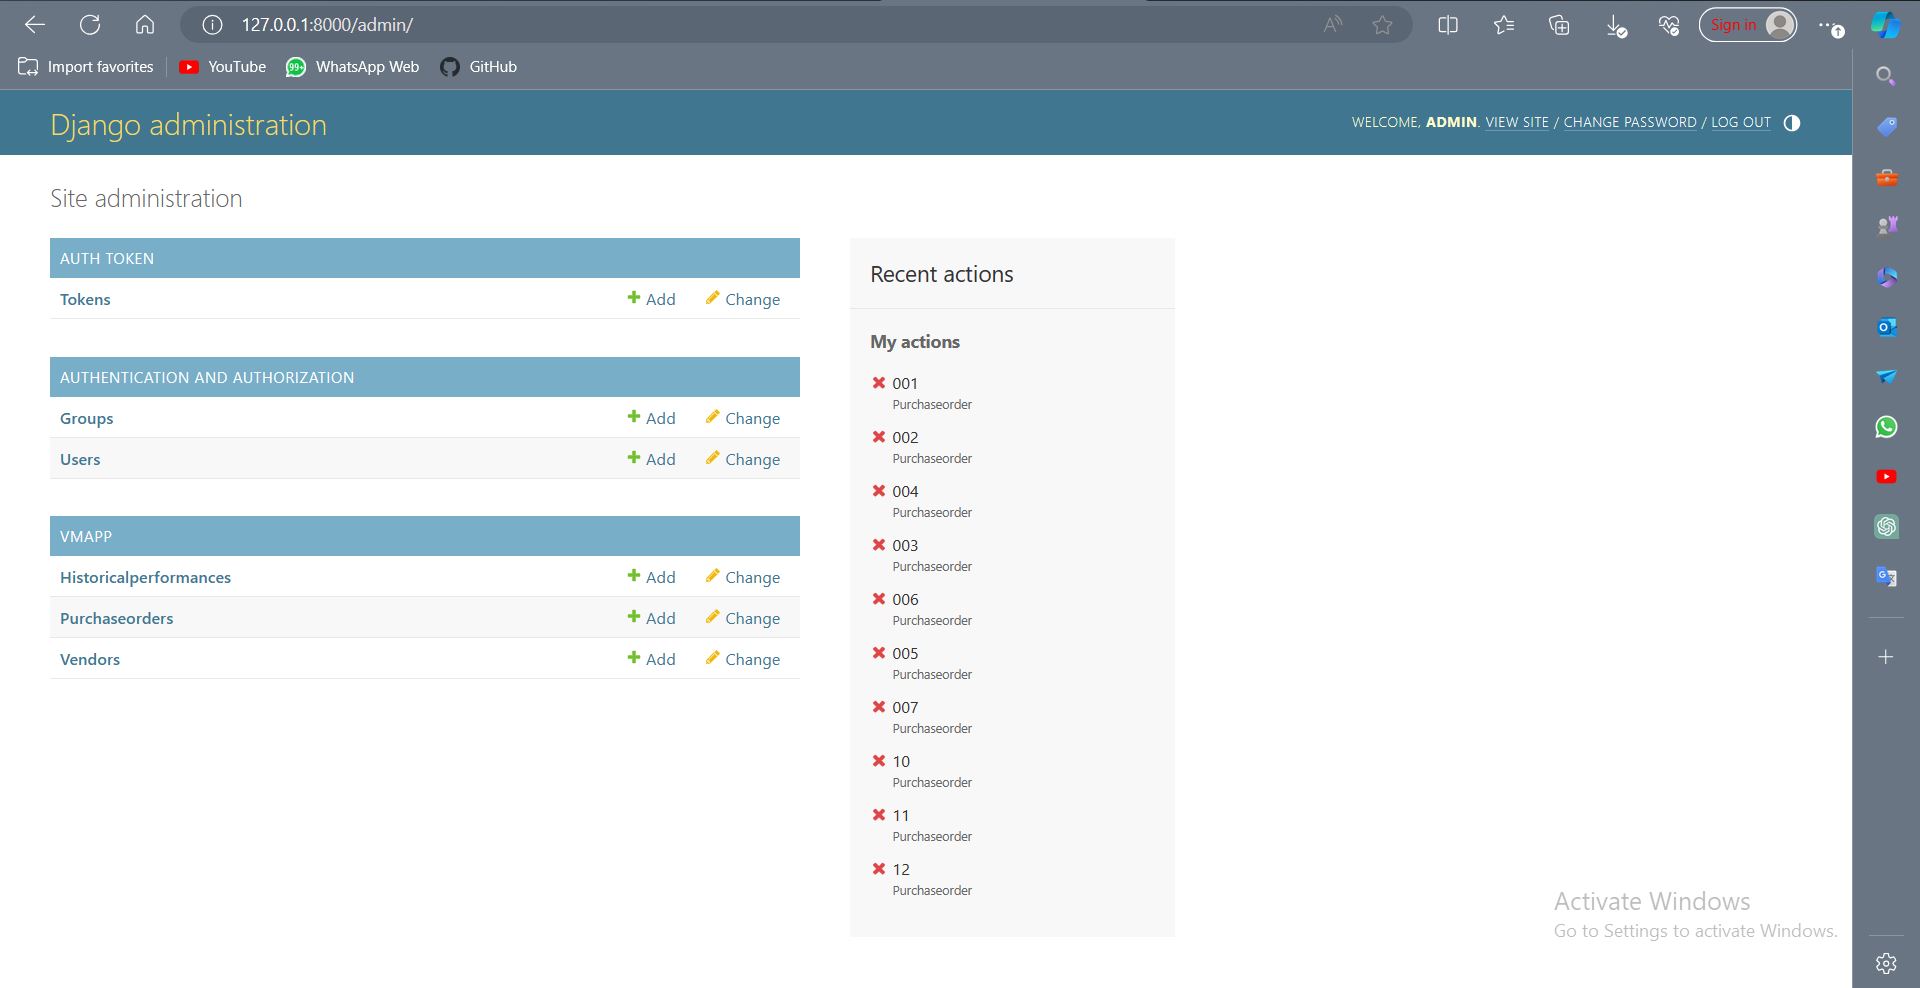 127.0.0.1:8000/admin/
Sign in
Import favorites
YouTube
99+
WhatsApp Web
GitHub
Django administration
WELCOME, ADMIN. VIEW SITE / CHANGE PASSWORD / LOG OUT
Site administration
AUTH TOKEN
Tokens Add Change
AUTHENTICATION AND AUTHORIZATION
Groups Add Change
Users Add Change
VMAPP
Historicalperformances Add Change
Purchaseorders Add Change
Vendors Add Change
Recent actions
My actions
001
Purchaseorder
002
Purchaseorder
004
Purchaseorder
003
Purchaseorder
006
Purchaseorder
005
Purchaseorder
007
Purchaseorder
10
Purchaseorder
11
Purchaseorder
12
Purchaseorder
Activate Windows
Go to Settings to activate Windows.